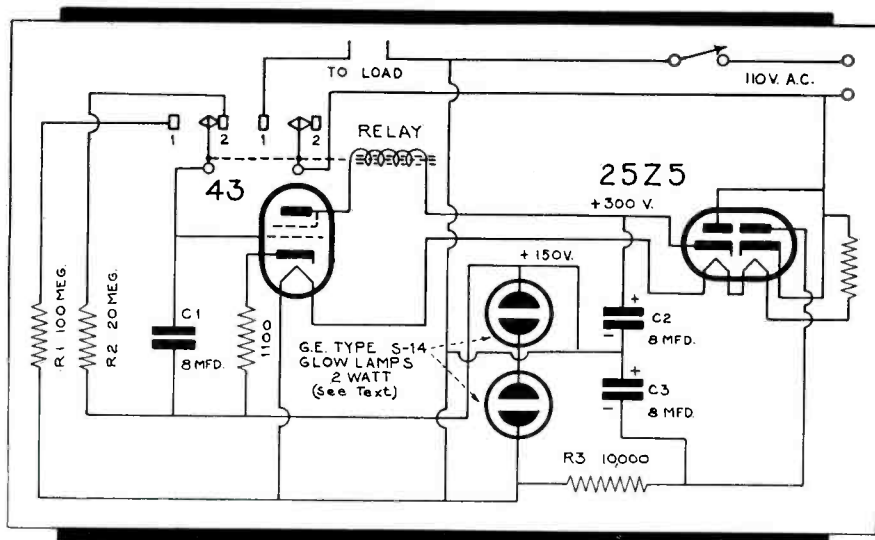 TO LOAD
110V. A.C.
1
2
1
2
RELAY
43
25Z5
+300 V.
+150V.
R1 100 MEG.
R2 20 MEG.
C1
8 MFD.
1100
G.E. TYPE S-14
GLOW LAMPS
2 WATT
(See Text)
+
C2
-
8 MFD.
+
C3
-
8 MFD.
R3 10,000